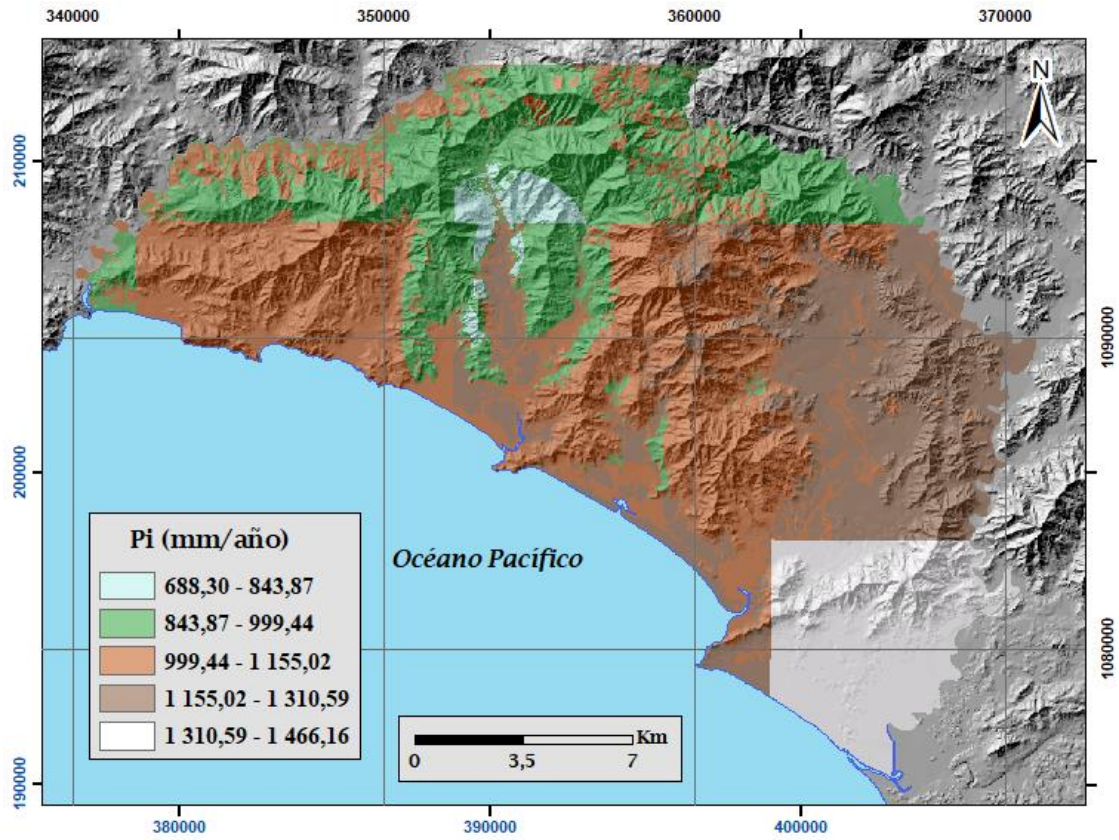 340000 350000 360000 370000
N
210000
1090000
200000
Pi (mm/año)
688,30 - 843,87
843,87 - 999,44
999,44 - 1 155,02
1 155,02 - 1 310,59
1 310,59 - 1 466,16
Océano Pacífico
1080000
Km
0 3,5 7
190000
380000 390000 400000